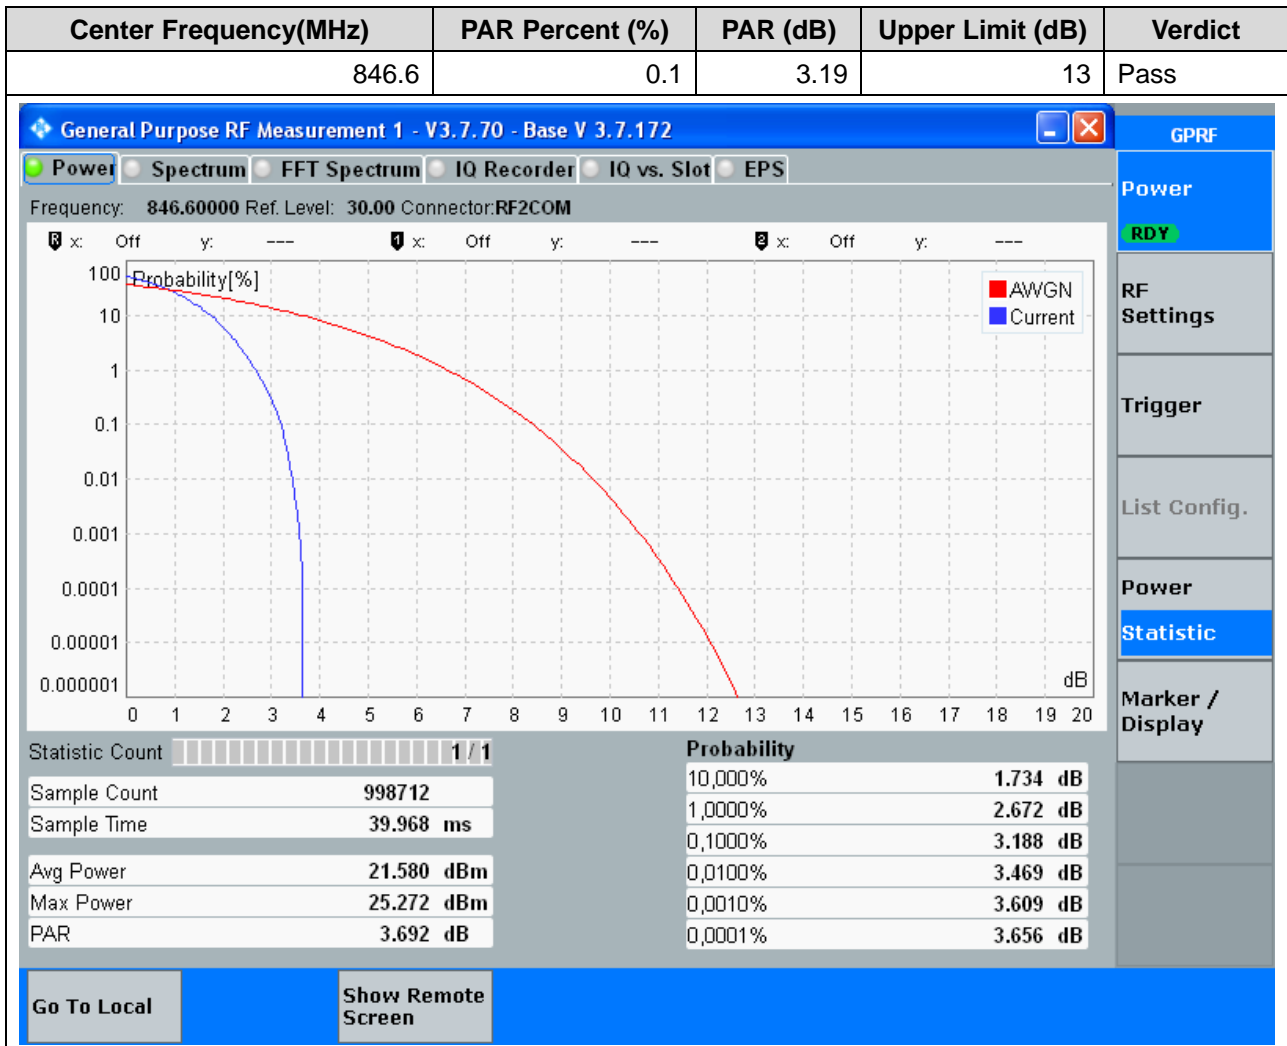 Center Frequency(MHz) PAR Percent (%) PAR (dB) Upper Limit (dB) Verdict
846.6 0.1 3.19 13 Pass
General Purpose RF Measurement 1 - V3.7.70 - Base V 3.7.172
GPRF
Power Spectrum FFT Spectrum IQ Recorder IQ vs. Slot EPS
Frequency: 846.60000 Ref. Level: 30.00 Connector:RF2COM
R x: Off y: --- 1 x: Off y: --- 2 x: Off y: ---
Probability[%]
100
10
1
0.1
0.01
0.001
0.0001
0.00001
0.000001
AWGN
Current
dB
0 1 2 3 4 5 6 7 8 9 10 11 12 13 14 15 16 17 18 19 20
Statistic Count 1 / 1
Sample Count 998712
Sample Time 39.968 ms
Avg Power 21.580 dBm
Max Power 25.272 dBm
PAR 3.692 dB
Probability
10,000% 1.734 dB
1,0000% 2.672 dB
0,1000% 3.188 dB
0,0100% 3.469 dB
0,0010% 3.609 dB
0,0001% 3.656 dB
Power
RDY
RF
Settings
Trigger
List Config.
Power
Statistic
Marker /
Display
Go To Local
Show Remote
Screen